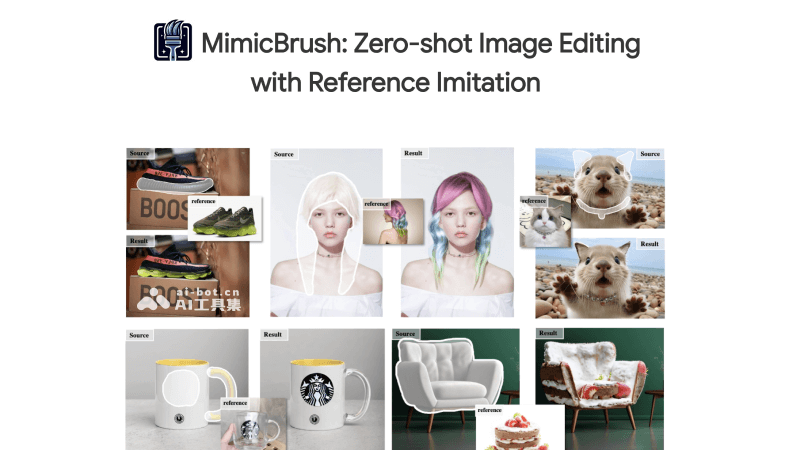 MimicBrush: Zero-shot Image Editing
with Reference Imitation
Source
reference
Result
BOOS
ai-bot.cn
AI工具集
Source
reference
Result
Source
reference
Result
Source
reference
Result
Source
reference
Result